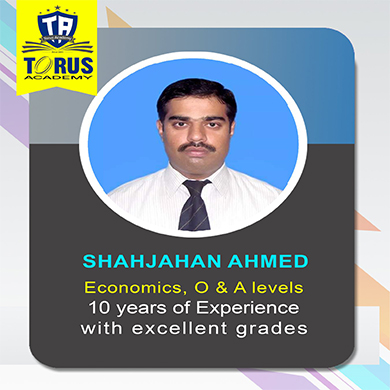 TA
TORUS
ACADEMY
SHAHJAHAN AHMED
Economics, O & A levels
10 years of Experience
with excellent grades